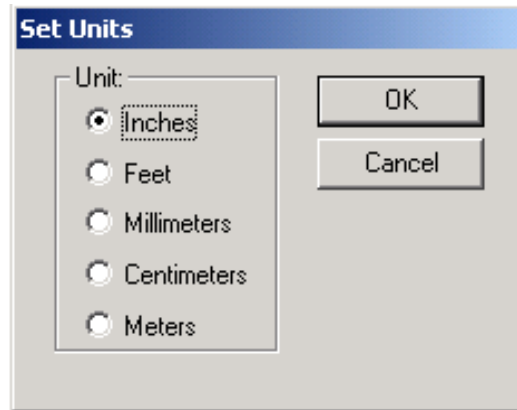 Set Units
Unit:
Inches
Feet
Millimeters
Centimeters
Meters
OK
Cancel